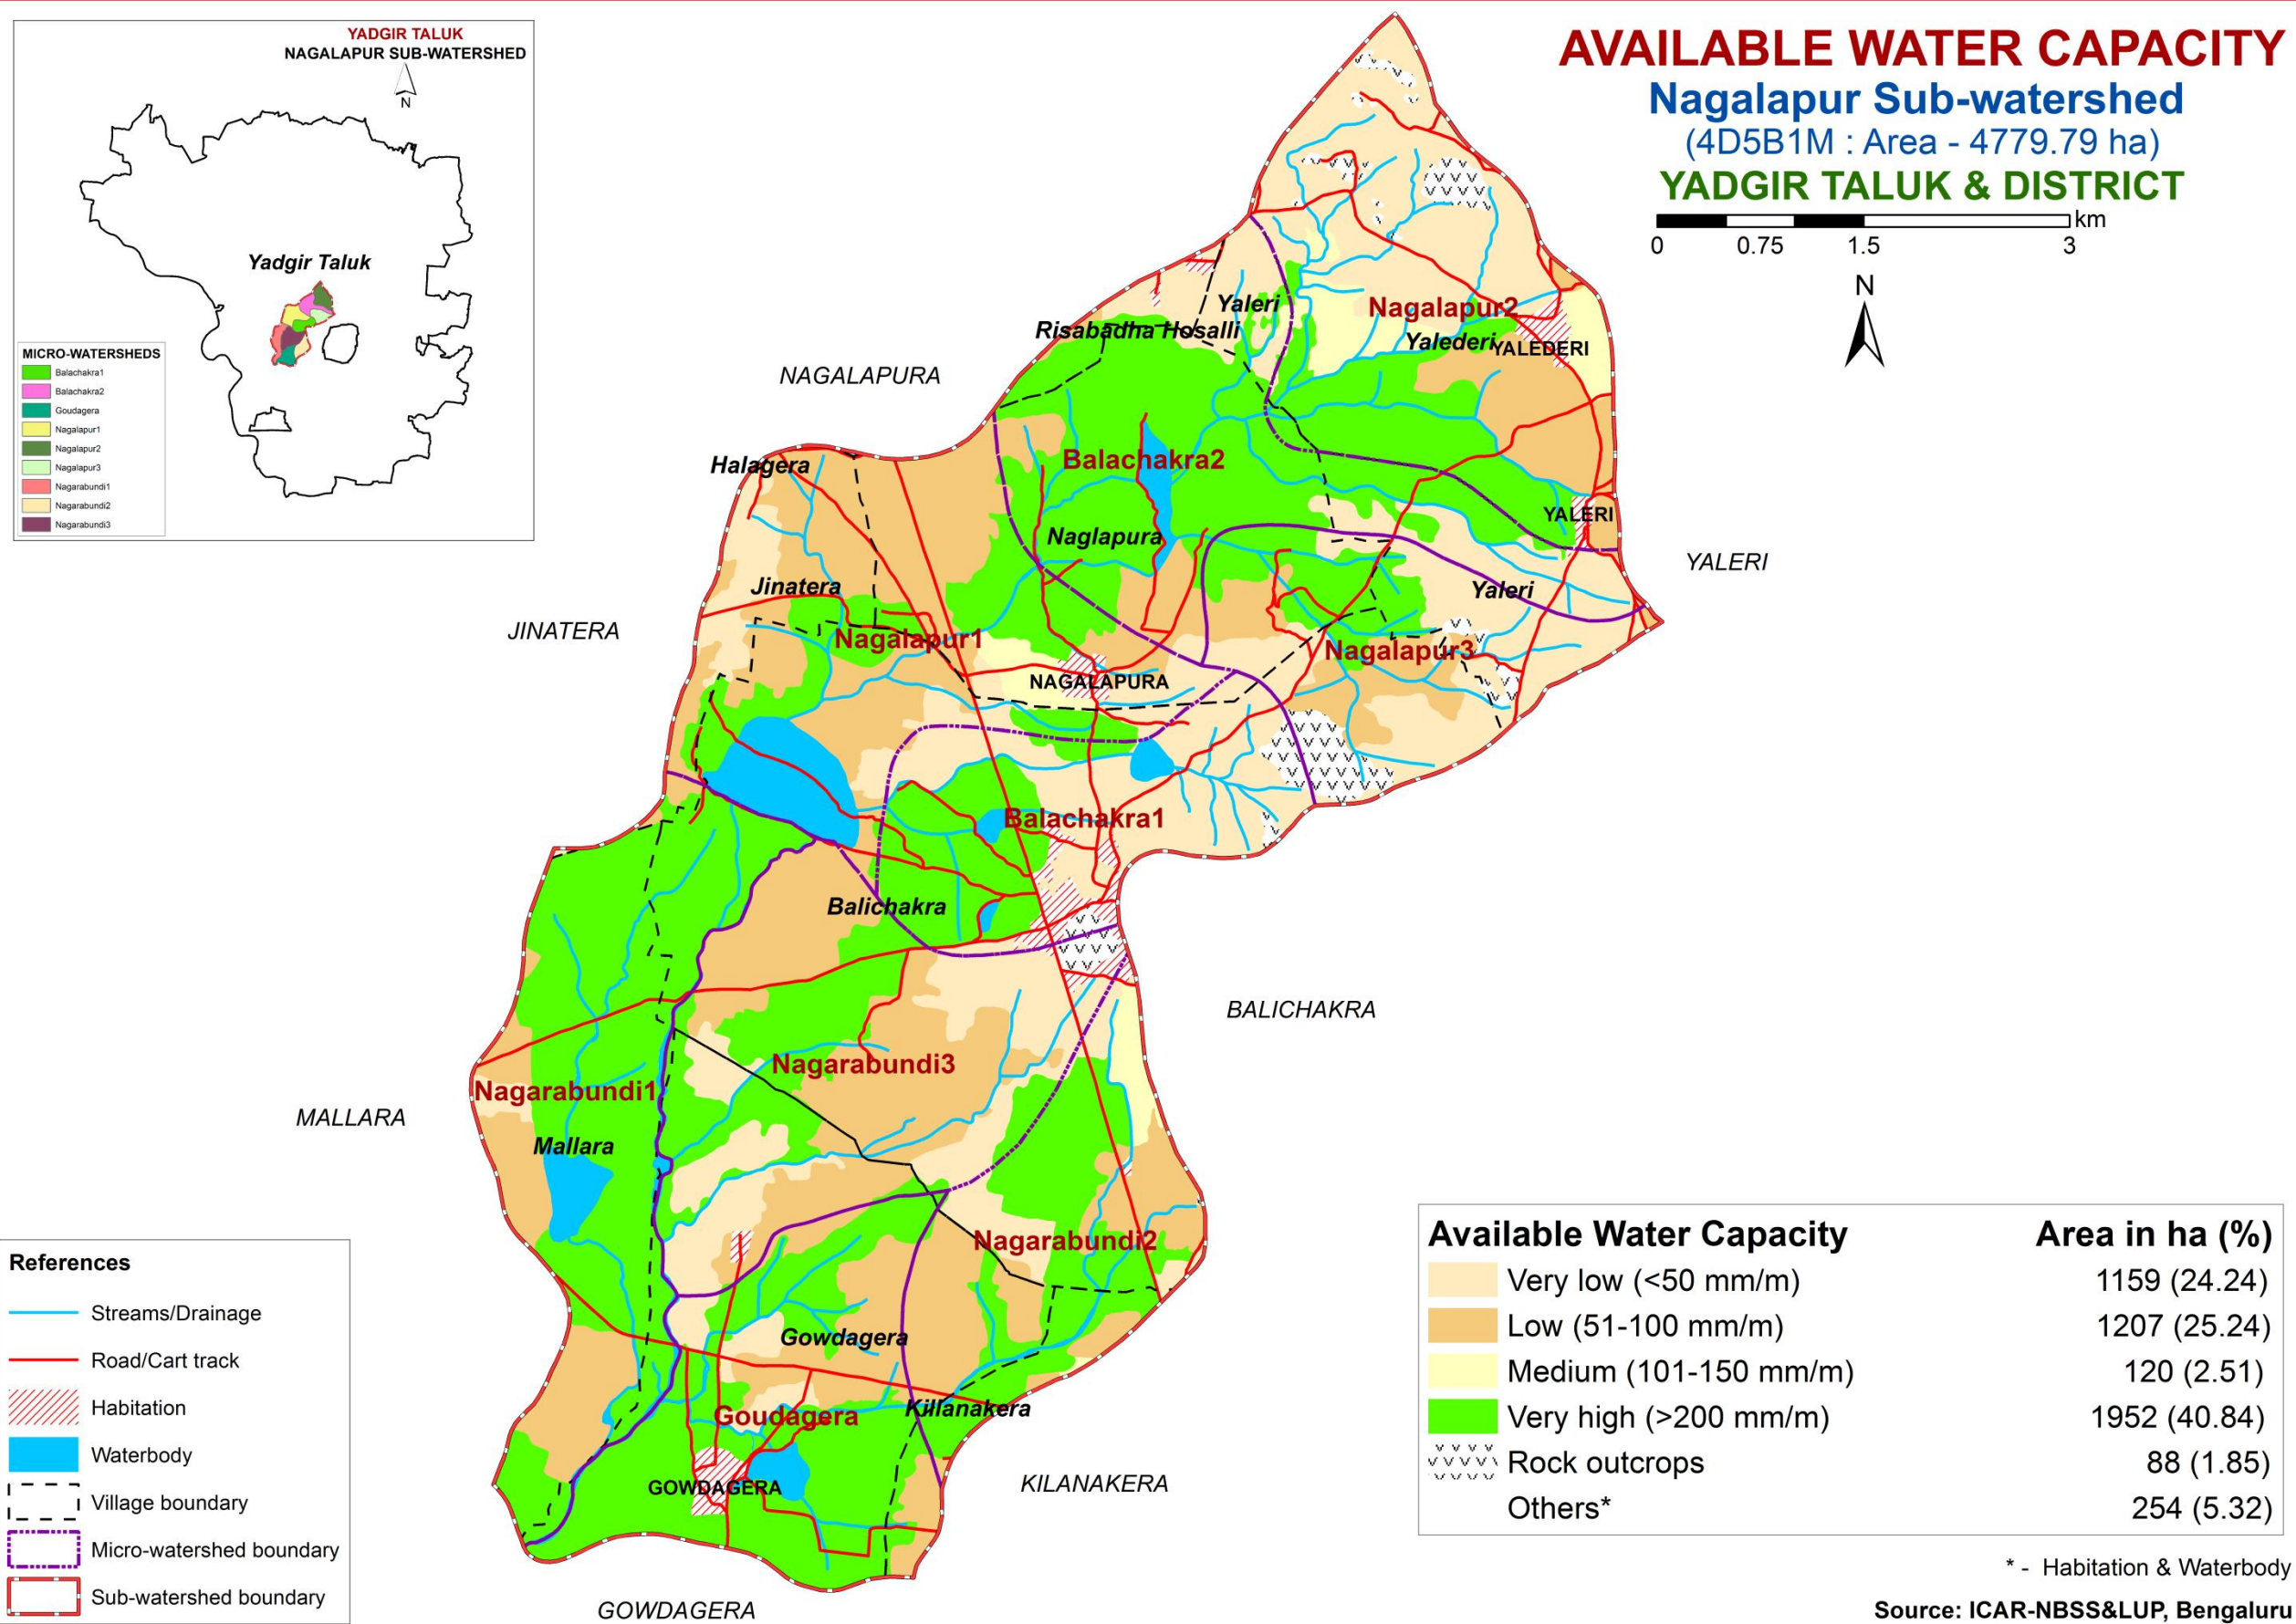 YADGIR TALUK
NAGALAPUR SUB-WATERSHED
N
Yadgir Taluk
MICRO-WATERSHEDS
Balachakra1
Balachakra2
Goudagera
Nagalapur1
Nagalapur2
Nagalapur3
Nagarabundi1
Nagarabundi2
Nagarabundi3
AVAILABLE WATER CAPACITY
Nagalapur Sub-watershed
(4D5B1M : Area - 4779.79 ha)
YADGIR TALUK & DISTRICT
km
0 0.75 1.5 3
N
Yaleri
Nagalapur2
Risabadha Hosalli
Yalederi
YALEDERI
NAGALAPURA
Halagera
Balachakra2
YALERI
Naglapura
YALERI
Jinatera
Yaleri
JINATERA
Nagalapur1
Nagalapur3
NAGALAPURA
Balachakra1
Balichakra
BALICHAKRA
Nagarabundi3
Nagarabundi1
MALLARA
Mallara
Nagarabundi2
Gowdagera
Killanakera
Goudagera
GOWDAGERA
KILANAKERA
GOWDAGERA
References
Streams/Drainage
Road/Cart track
Habitation
Waterbody
Village boundary
Micro-watershed boundary
Sub-watershed boundary
Available Water Capacity Area in ha (%)
Very low (<50 mm/m) 1159 (24.24)
Low (51-100 mm/m) 1207 (25.24)
Medium (101-150 mm/m) 120 (2.51)
Very high (>200 mm/m) 1952 (40.84)
Rock outcrops 88 (1.85)
Others* 254 (5.32)
* - Habitation & Waterbody
Source: ICAR-NBSS&LUP, Bengaluru